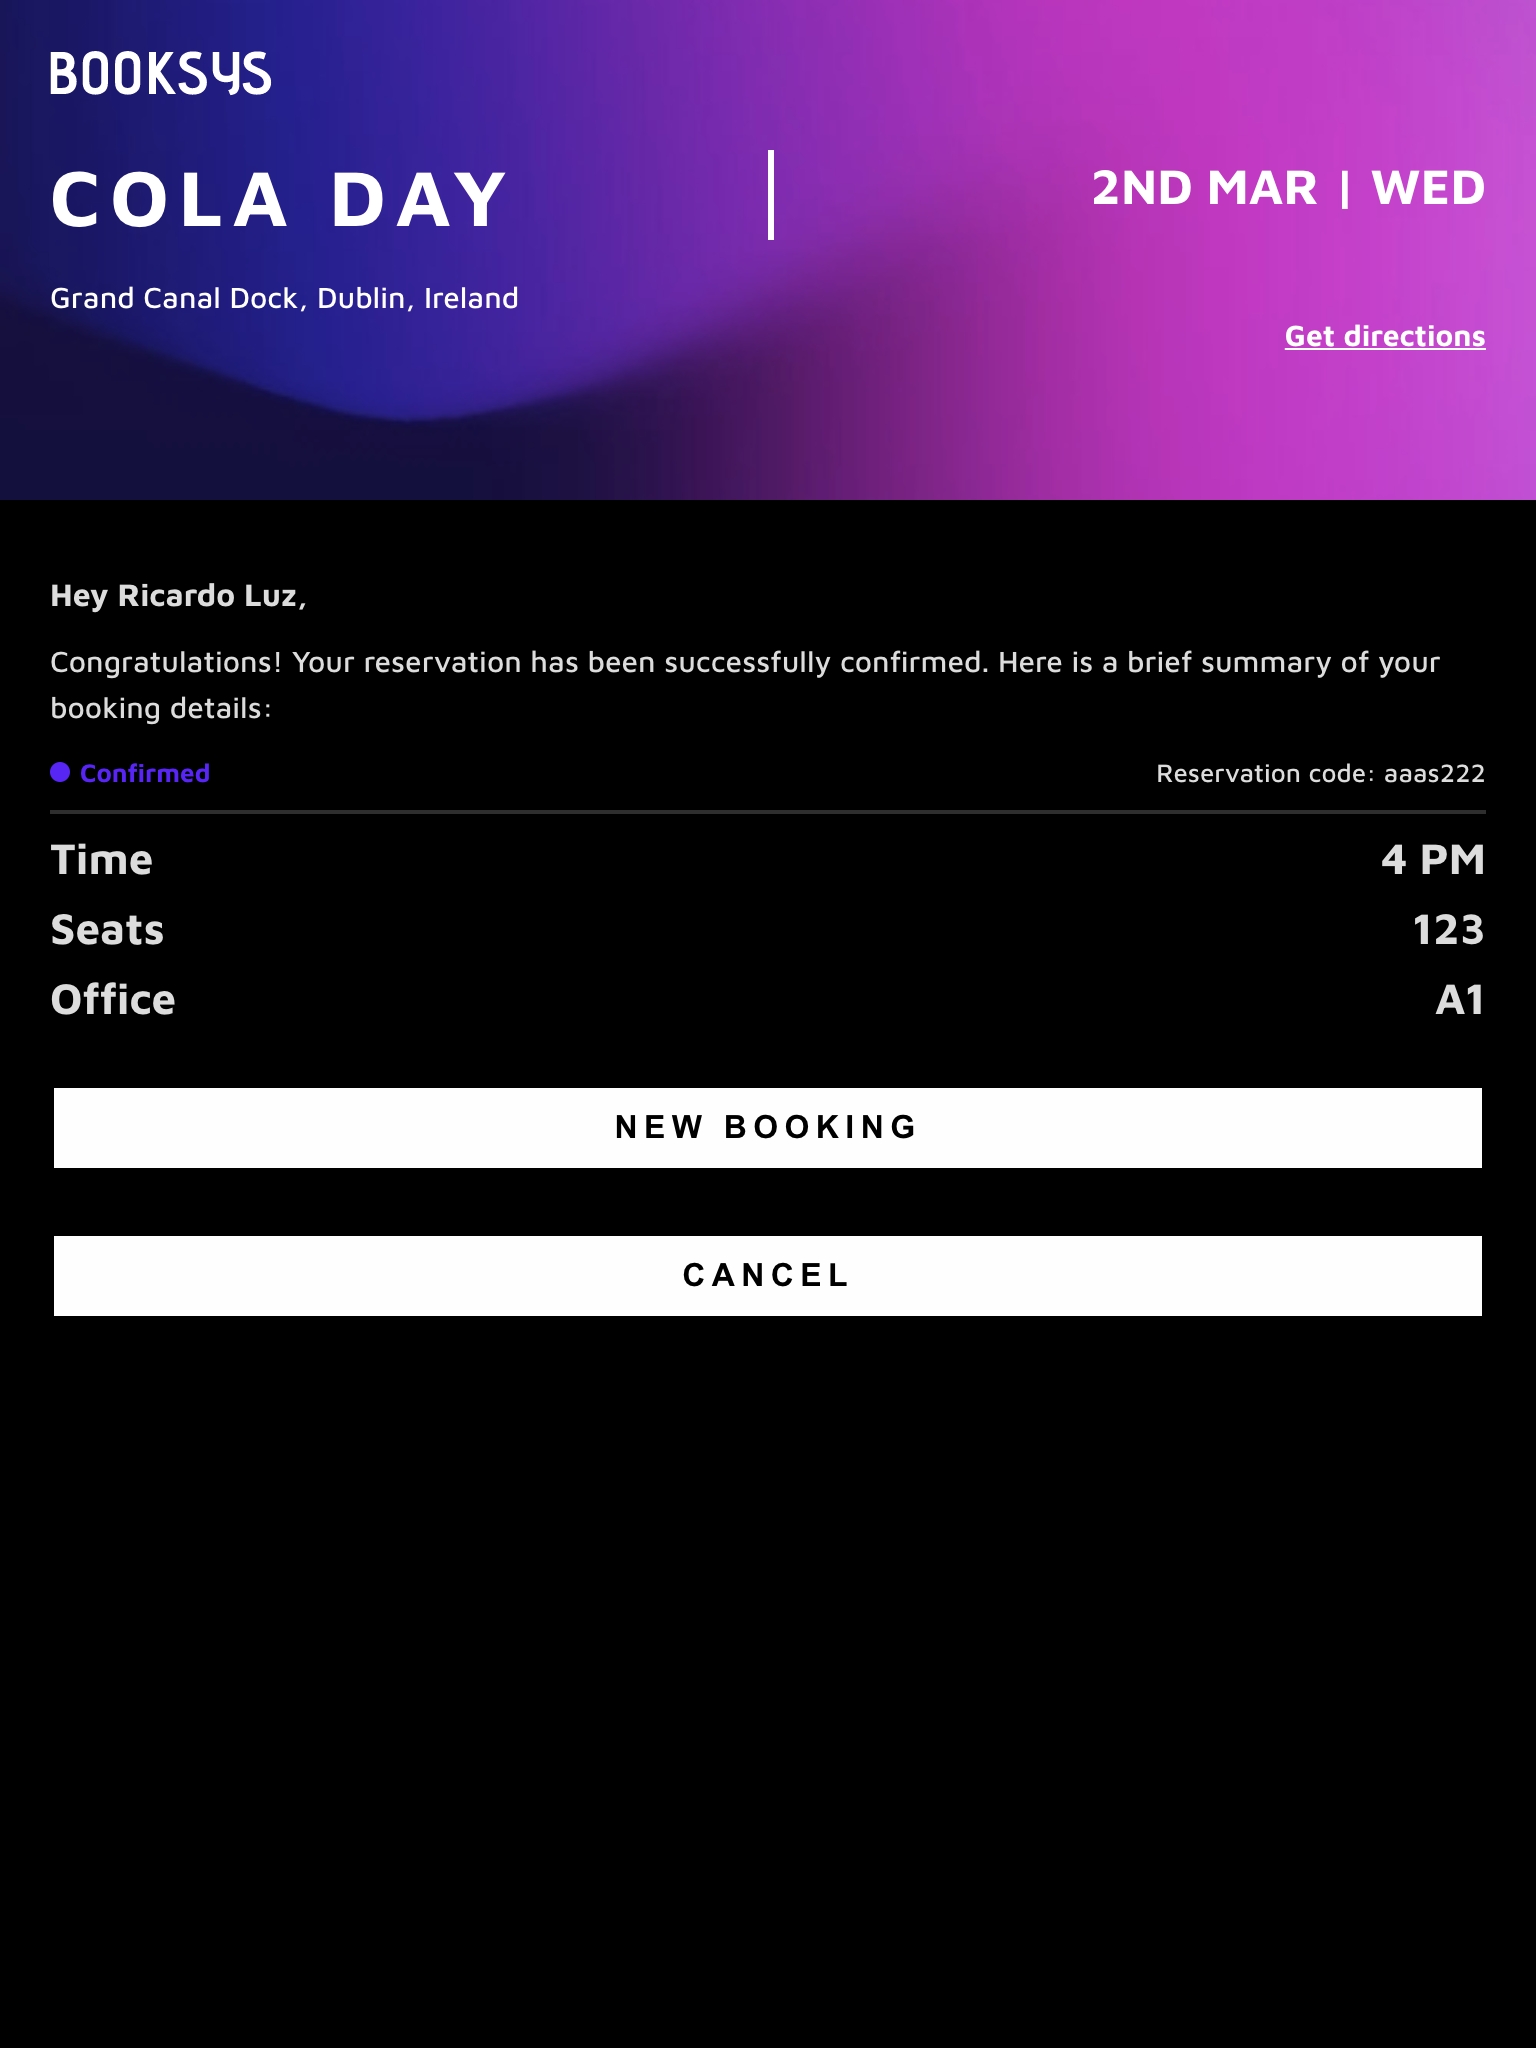 BOOKSYS
COLA DAY
2ND MAR | WED
Grand Canal Dock, Dublin, Ireland
Get directions
Hey Ricardo Luz,
Congratulations! Your reservation has been successfully confirmed. Here is a brief summary of your
booking details:
Confirmed
Reservation code: aaas222
Time
4 PM
Seats
123
Office
A1
NEW BOOKING
CANCEL